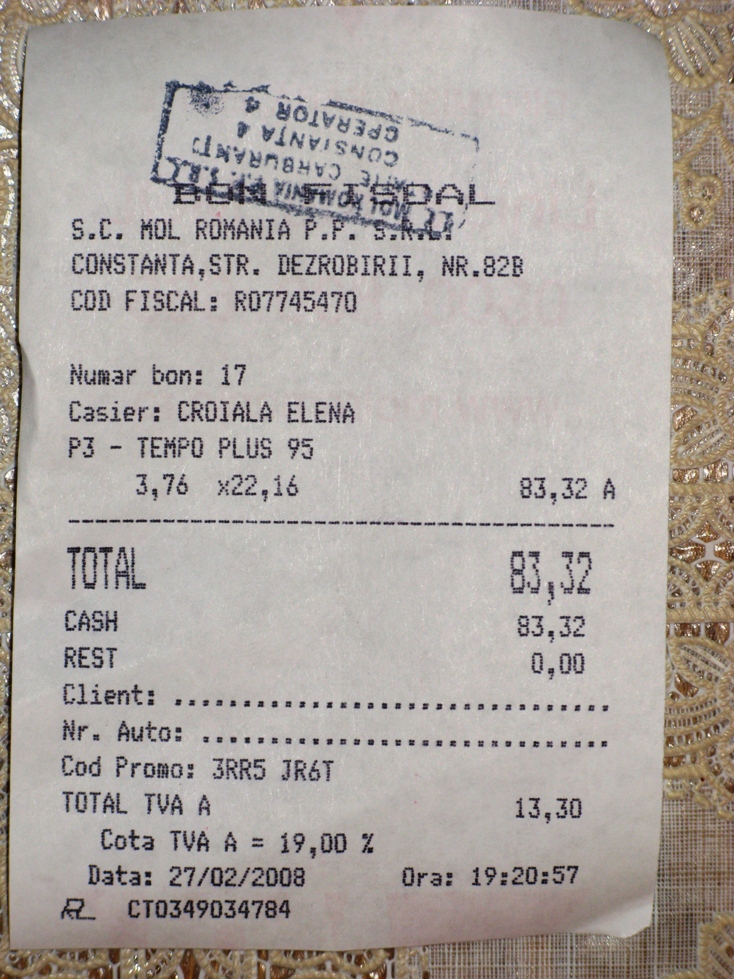 OPERATOR 4
CONSTANTA 4
CARBURANTI
BON FISCAL
S.C. MOL ROMANIA P.P. S.R.L.
CONSTANTA,STR. DEZROBIRII, NR.82B
COD FISCAL: RO7745470
Numar bon: 17
Casier: CROIALA ELENA
P3 - TEMPO PLUS 95
3,76 x22,16 83,32 A
TOTAL 83,32
CASH 83,32
REST 0,00
Client: ................................
Nr. Auto: ..............................
Cod Promo: 3RR5 JR6T
TOTAL TVA A 13,30
Cota TVA A = 19,00 %
Data: 27/02/2008 Ora: 19:20:57
CT0349034784